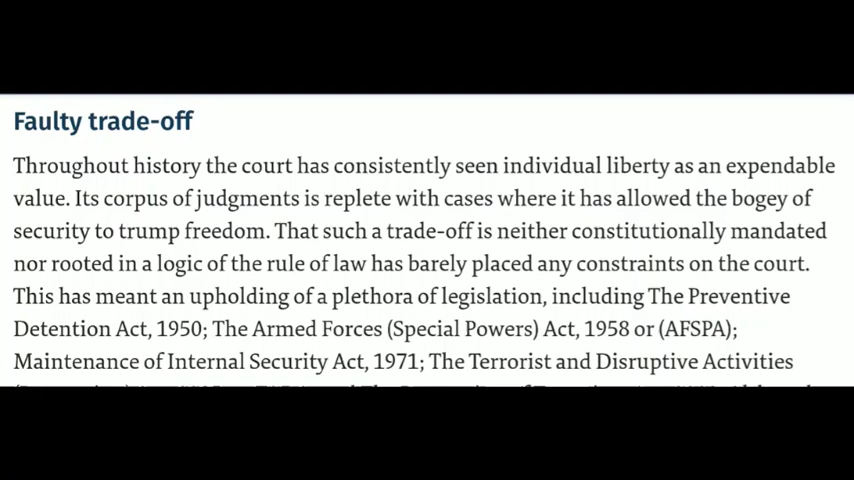 Faulty trade-off
Throughout history the court has consistently seen individual liberty as an expendable
value. Its corpus of judgments is replete with cases where it has allowed the bogey of
security to trump freedom. That such a trade-off is neither constitutionally mandated
nor rooted in a logic of the rule of law has barely placed any constraints on the court.
This has meant an upholding of a plethora of legislation, including The Preventive
Detention Act, 1950; The Armed Forces (Special Powers) Act, 1958 or (AFSPA);
Maintenance of Internal Security Act, 1971; The Terrorist and Disruptive Activities